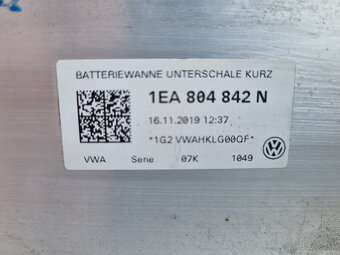 BATTERIEWANNE UNTERSCHALE KURZ
1EA 804 842 N
16.11.2019 12:37
*1G2 VWAHKLG00QF*
VWA Serie 07K 1049